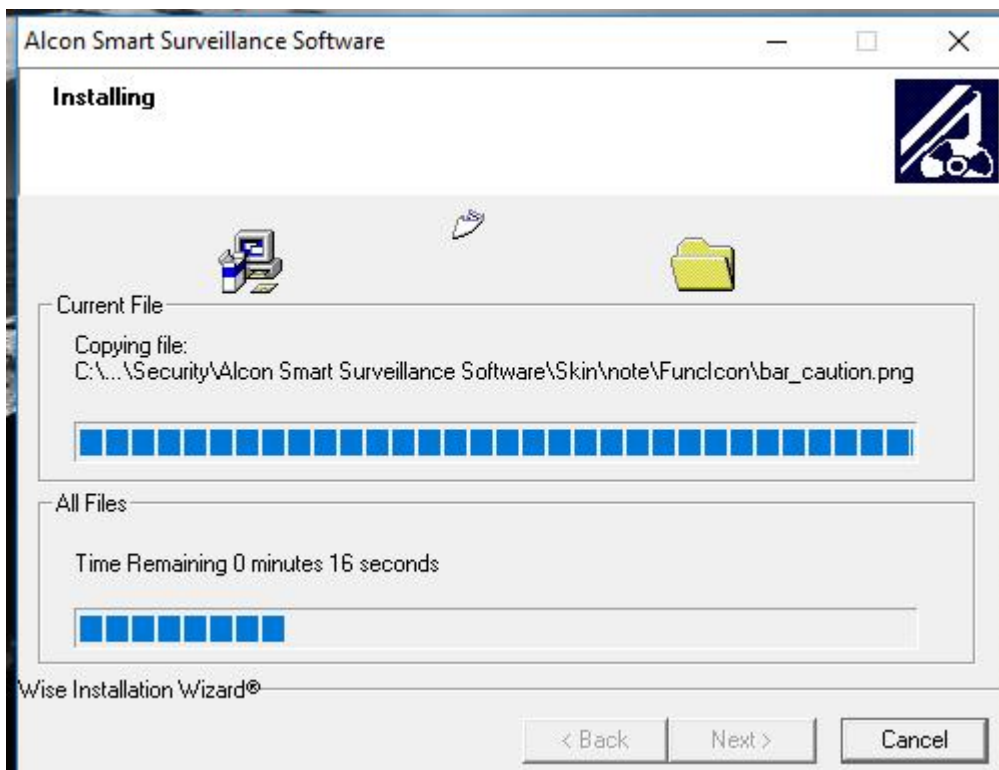 Alcon Smart Surveillance Software
Installing
Current File
Copying file:
C:\...\Security\Alcon Smart Surveillance Software\Skin\note\FuncIcon\bar_caution.png
All Files
Time Remaining 0 minutes 16 seconds
Wise Installation Wizard®
< Back
Next >
Cancel